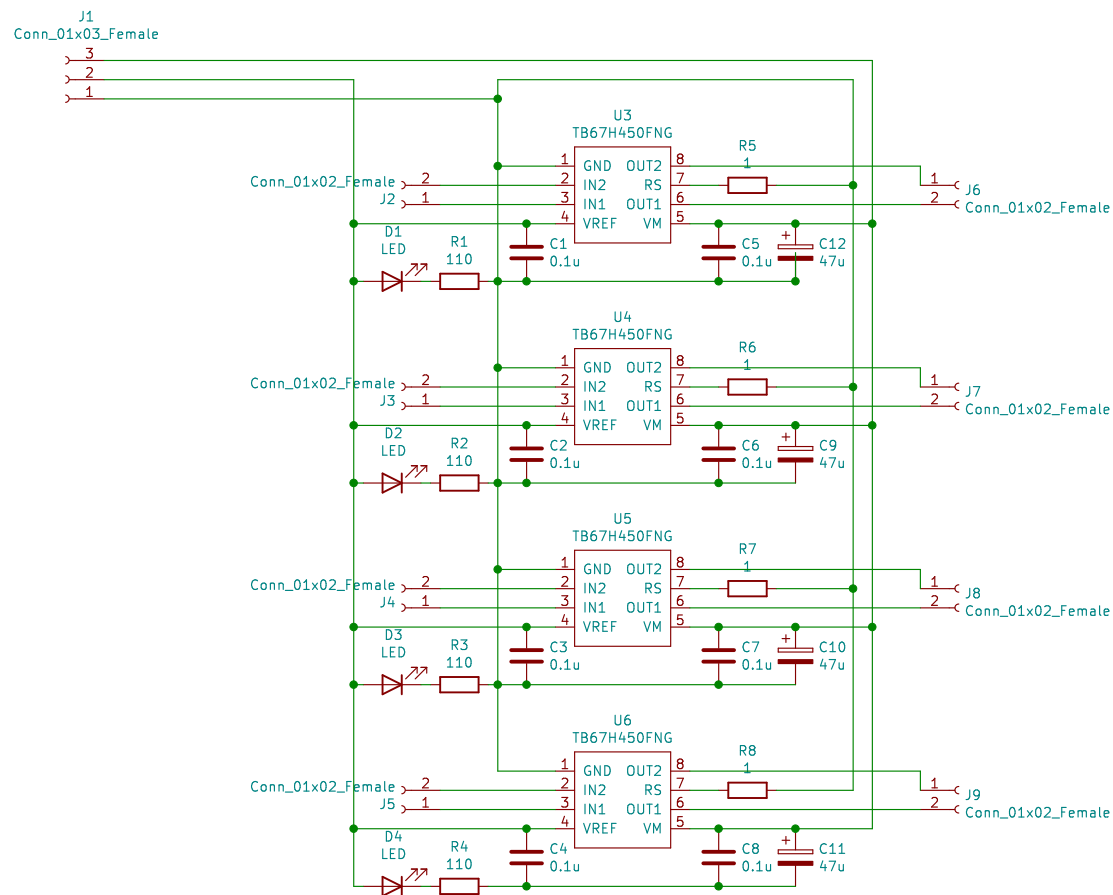 J1
Conn_01x03_Female
3
2
1
U3
TB67H450FNG
R5
1
1 GND OUT2 8
Conn_01x02_Female 2
2 IN2 RS 7
1 J6
J2 1
3 IN1 OUT1 6
2 Conn_01x02_Female
4 VREF VM 5
D1
LED
R1
110
C1
0.1u
C5
0.1u
+ C12
47u
U4
TB67H450FNG
R6
1
1 GND OUT2 8
Conn_01x02_Female 2
2 IN2 RS 7
1 J7
J3 1
3 IN1 OUT1 6
2 Conn_01x02_Female
4 VREF VM 5
D2
LED
R2
110
C2
0.1u
C6
0.1u
+ C9
47u
U5
TB67H450FNG
R7
1
1 GND OUT2 8
Conn_01x02_Female 2
2 IN2 RS 7
1 J8
J4 1
3 IN1 OUT1 6
2 Conn_01x02_Female
4 VREF VM 5
D3
LED
R3
110
C3
0.1u
C7
0.1u
+ C10
47u
U6
TB67H450FNG
R8
1
1 GND OUT2 8
Conn_01x02_Female 2
2 IN2 RS 7
1 J9
J5 1
3 IN1 OUT1 6
2 Conn_01x02_Female
4 VREF VM 5
D4
LED
R4
110
C4
0.1u
C8
0.1u
+ C11
47u